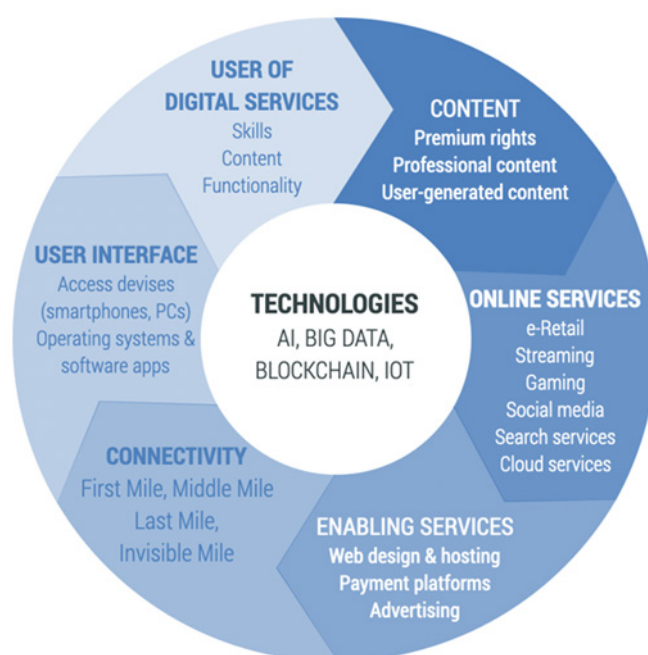 USER OF
DIGITAL SERVICES
Skills
Content
Functionality
CONTENT
Premium rights
Professional content
User-generated content
USER INTERFACE
Access devises
(smartphones, PCs)
Operating systems &
software apps
TECHNOLOGIES
AI, BIG DATA,
BLOCKCHAIN, IOT
ONLINE SERVICES
e-Retail
Streaming
Gaming
Social media
Search services
Cloud services
CONNECTIVITY
First Mile, Middle Mile
Last Mile,
Invisible Mile
ENABLING SERVICES
Web design & hosting
Payment platforms
Advertising